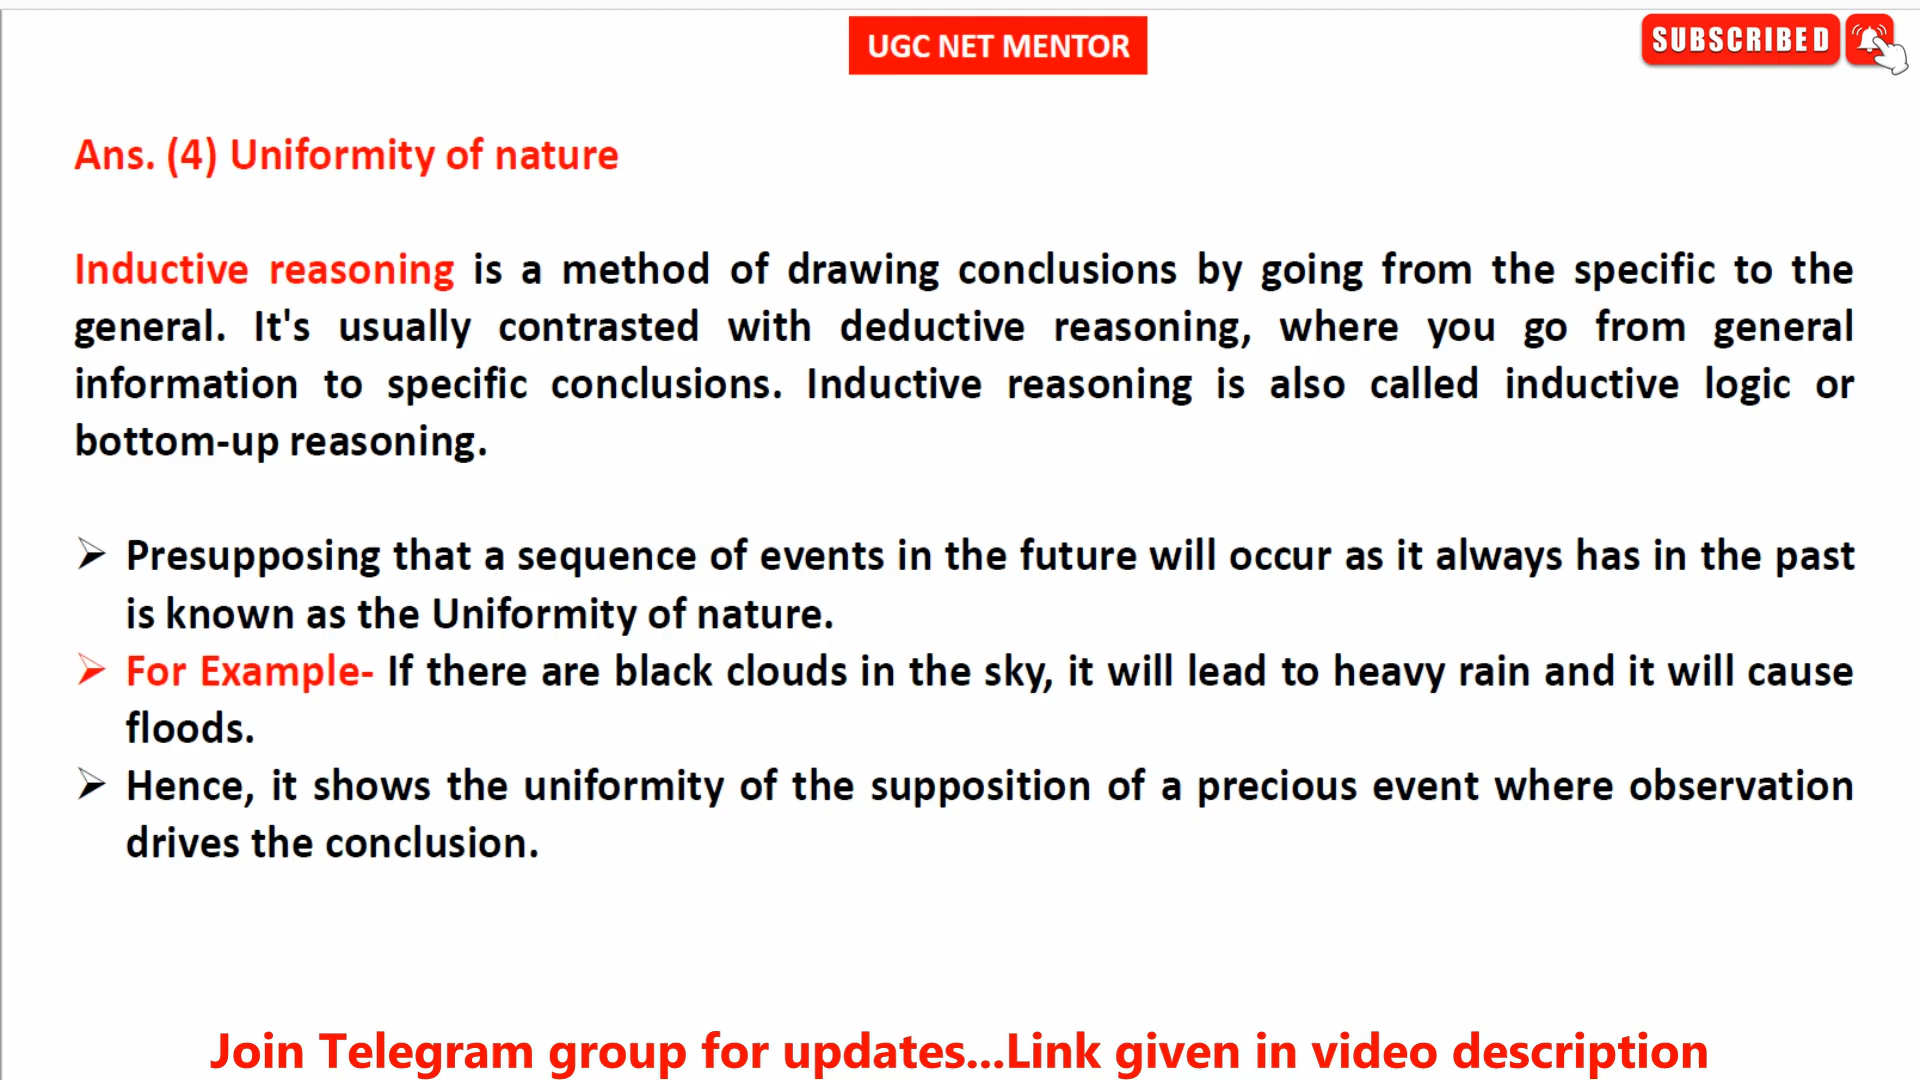 UGC NET MENTOR
SUBSCRIBED
Ans. (4) Uniformity of nature
Inductive reasoning is a method of drawing conclusions by going from the specific to the
general. It's usually contrasted with deductive reasoning, where you go from general
information to specific conclusions. Inductive reasoning is also called inductive logic or
bottom-up reasoning.
➢ Presupposing that a sequence of events in the future will occur as it always has in the past
is known as the Uniformity of nature.
➢ For Example- If there are black clouds in the sky, it will lead to heavy rain and it will cause
floods.
➢ Hence, it shows the uniformity of the supposition of a precious event where observation
drives the conclusion.
Join Telegram group for updates...Link given in video description